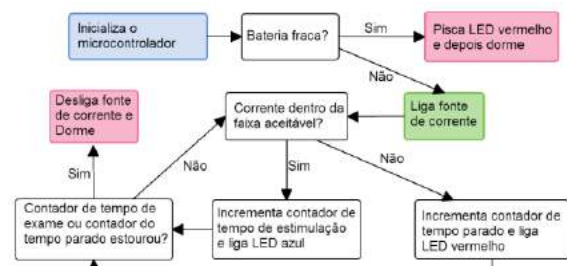 Inicializa o
microcontrolador
Bateria fraca?
Sim
Pisca LED vermelho
e depois dorme
Não
Desliga fonte
de corrente e
Dorme
Corrente dentro da
faixa aceitável?
Liga fonte
de corrente
Sim
Não
Sim
Não
Contador de tempo de
exame ou contador do
tempo parado estourou?
Incrementa contador de
tempo de estimulação
e liga LED azul
Incrementa contador de
tempo parado e liga
LED vermelho